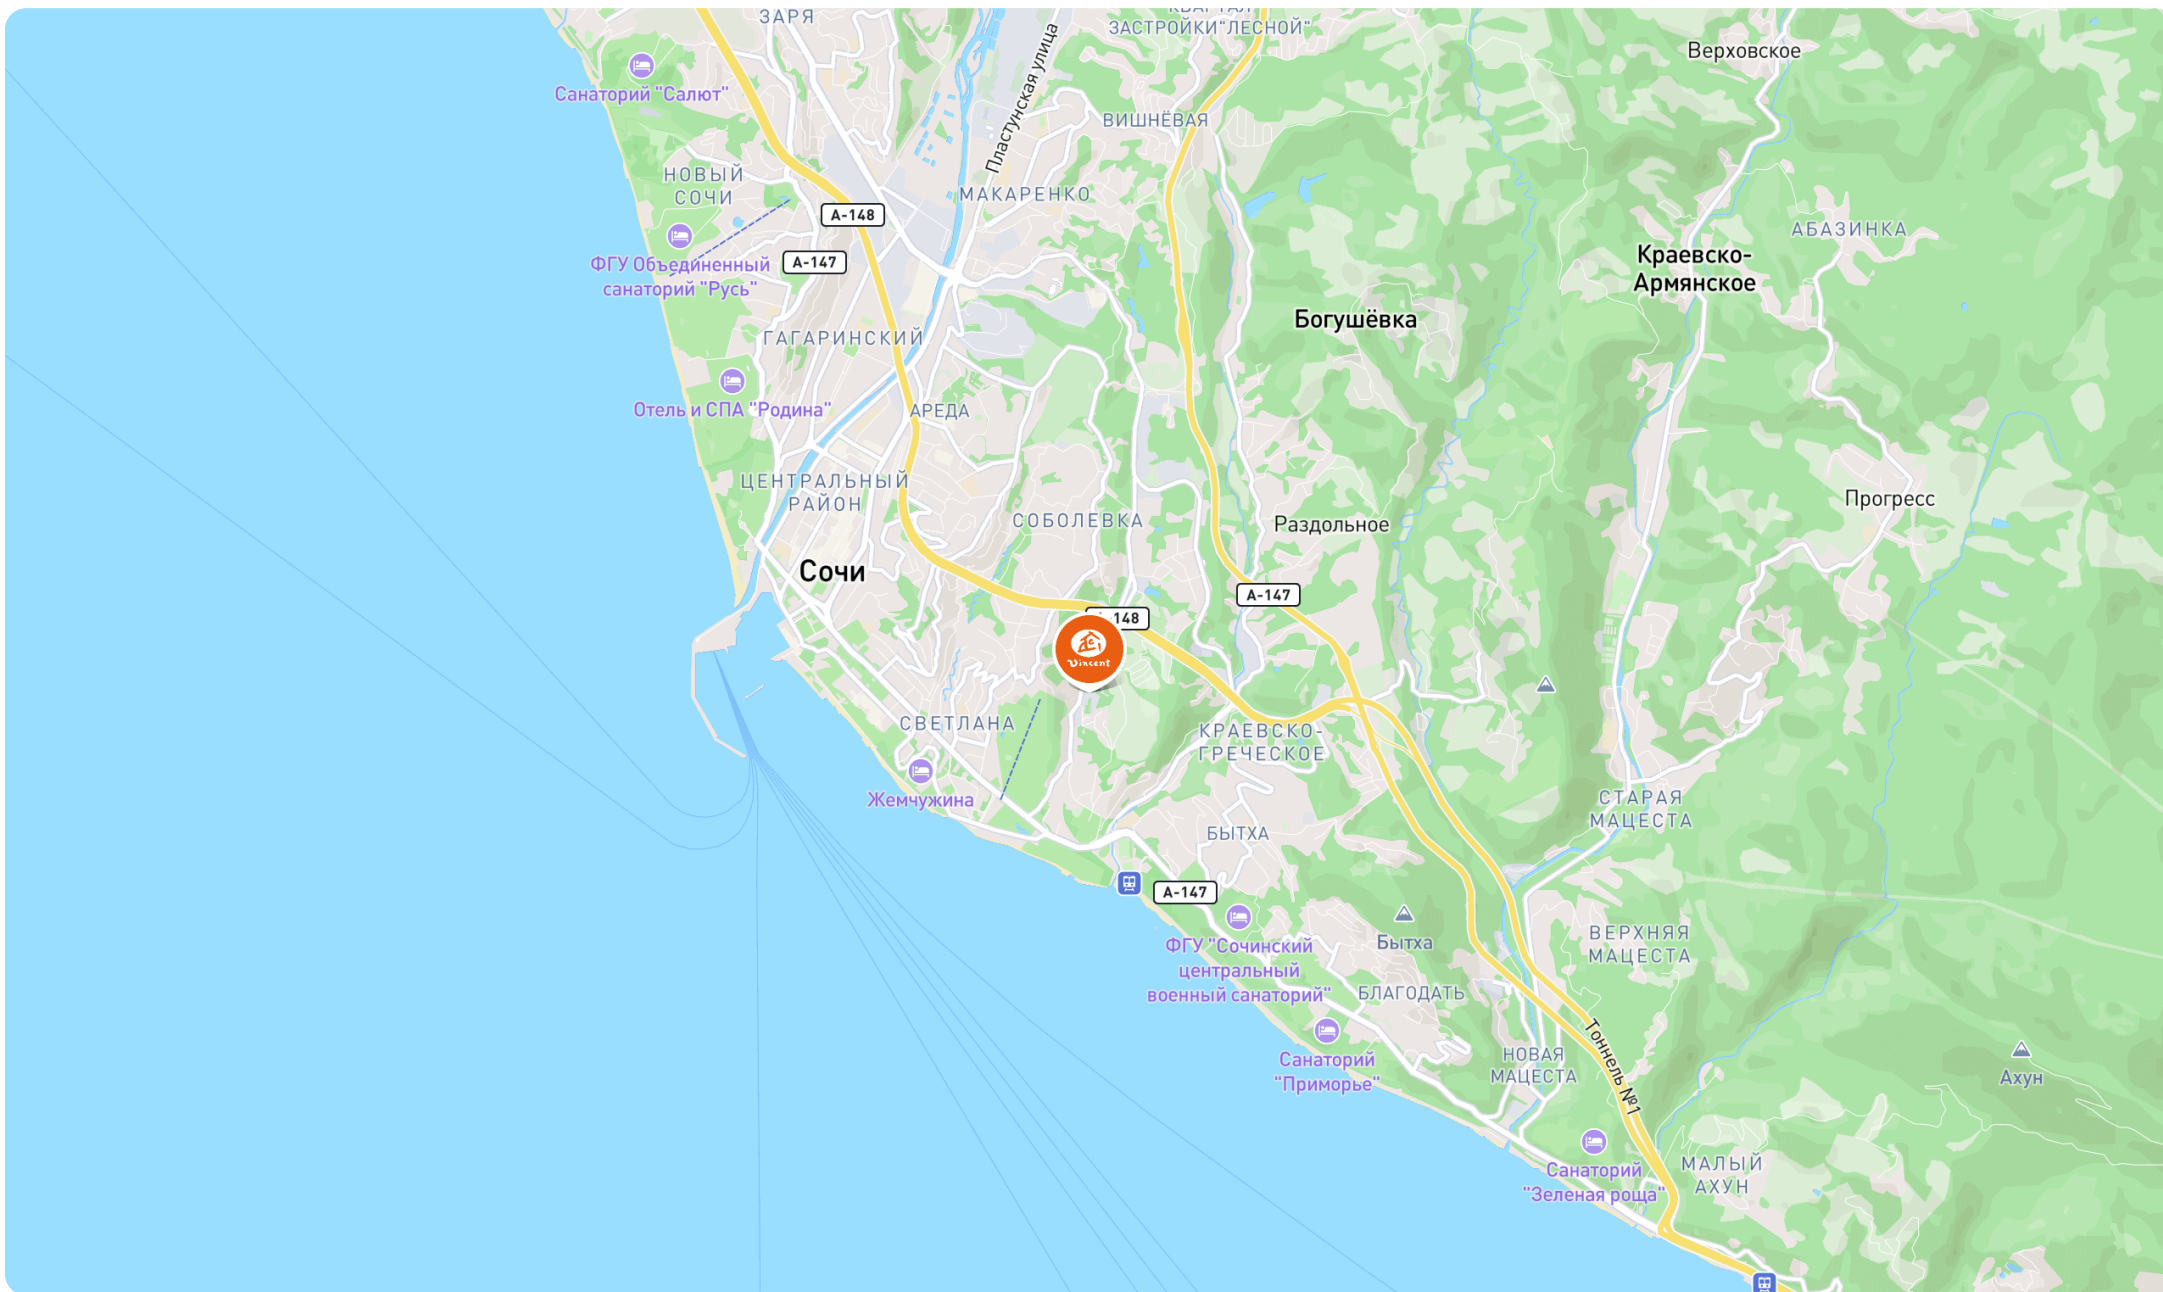 ЗАРЯ
КВАРТАЛ
ЗАСТРОЙКИ"ЛЕСНОЙ"
Верховское
Санаторий "Салют"
Пластунская улица
ВИШНЁВАЯ
НОВЫЙ
СОЧИ
МАКАРЕНКО
А-148
А-147
АБАЗИНКА
ФГУ Объединенный
санаторий "Русь"
Краевско-
Армянское
Богушёвка
ГАГАРИНСКИЙ
Отель и СПА "Родина"
АРЕДА
ЦЕНТРАЛЬНЫЙ
РАЙОН
Прогресс
СОБОЛЕВКА
Раздольное
Сочи
А-147
-148
Vincent
СВЕТЛАНА
КРАЕВСКО-
ГРЕЧЕСКОЕ
Жемчужина
СТАРАЯ
МАЦЕСТА
БЫТХА
А-147
ФГУ "Сочинский
центральный
военный санаторий"
Бытха
ВЕРХНЯЯ
МАЦЕСТА
БЛАГОДАТЬ
Санаторий
"Приморье"
НОВАЯ
МАЦЕСТА
Тоннель №1
Ахун
Санаторий
"Зеленая роща"
МАЛЫЙ
АХУН